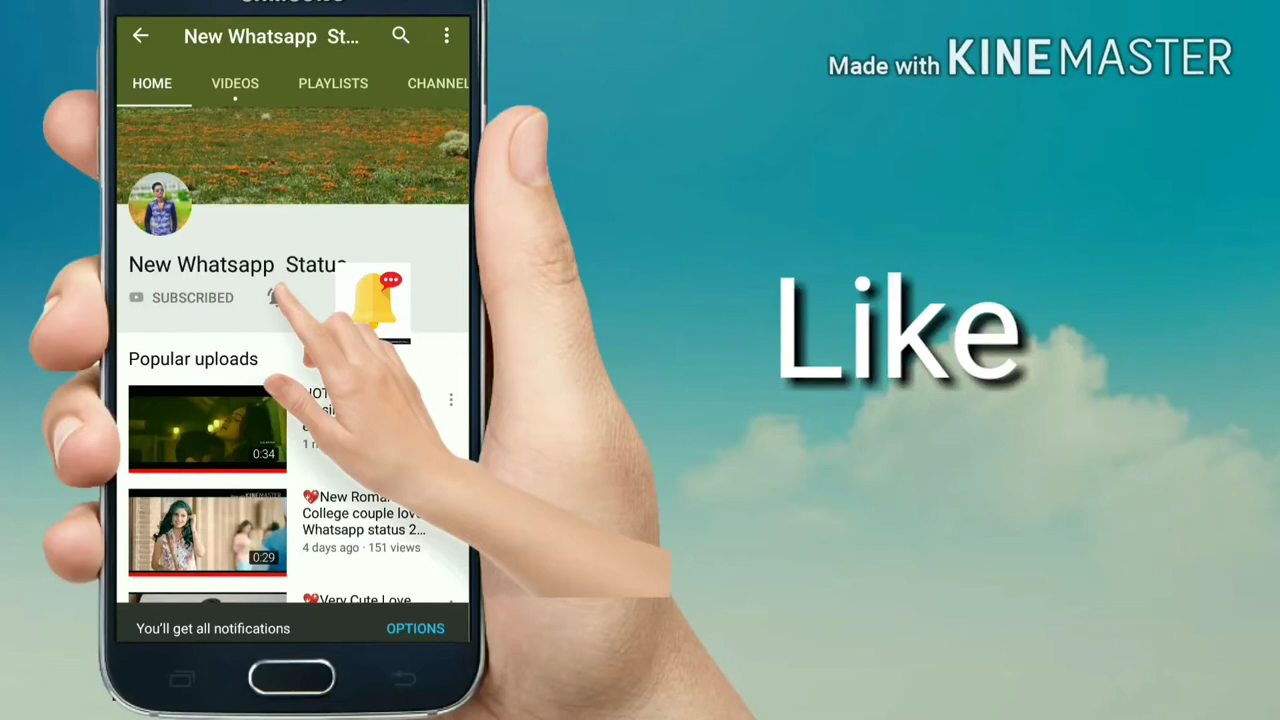 New Whatsapp St...
HOME VIDEOS PLAYLISTS CHANNEL
New Whatsapp Status
SUBSCRIBED
Popular uploads
0:34
💖New Roma
College couple lov
Whatsapp status 2...
4 days ago · 151 views
0:29
💖Very Cute Love
You'll get all notifications OPTIONS
Made with KINEMASTER
Like